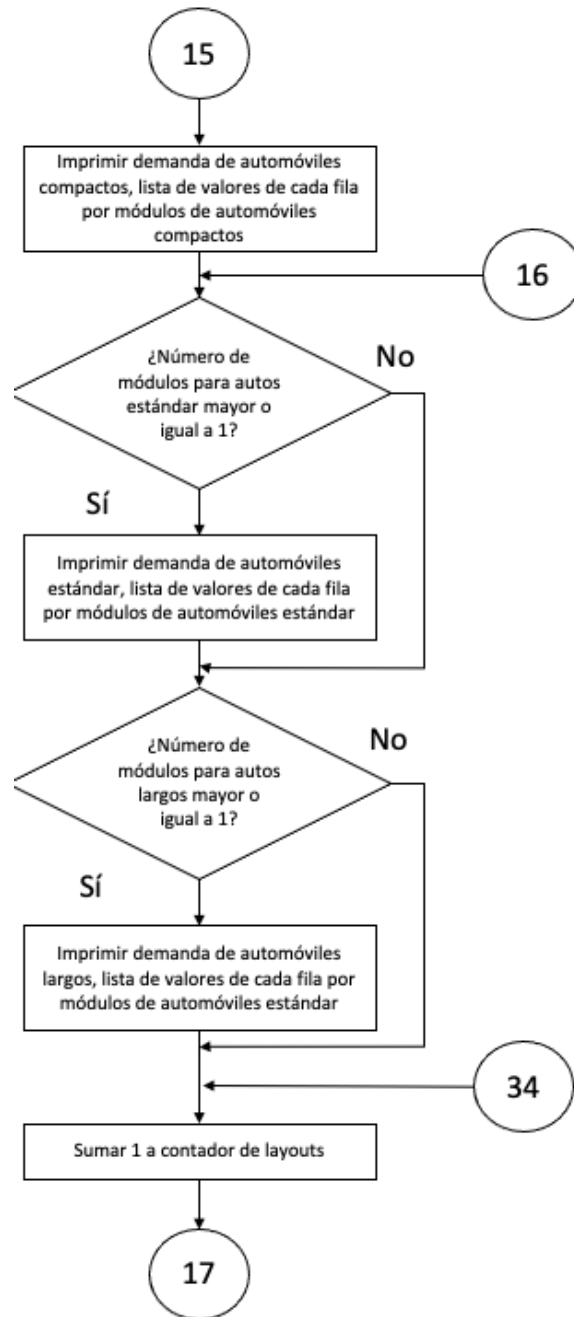 15
Imprimir demanda de automóviles
compactos, lista de valores de cada fila
por módulos de automóviles
compactos
16
¿Número de
módulos para autos
estándar mayor o
igual a 1?
No
Sí
Imprimir demanda de automóviles
estándar, lista de valores de cada fila
por módulos de automóviles estándar
¿Número de
módulos para autos
largos mayor o
igual a 1?
No
Sí
Imprimir demanda de automóviles
largos, lista de valores de cada fila por
módulos de automóviles estándar
34
Sumar 1 a contador de layouts
17